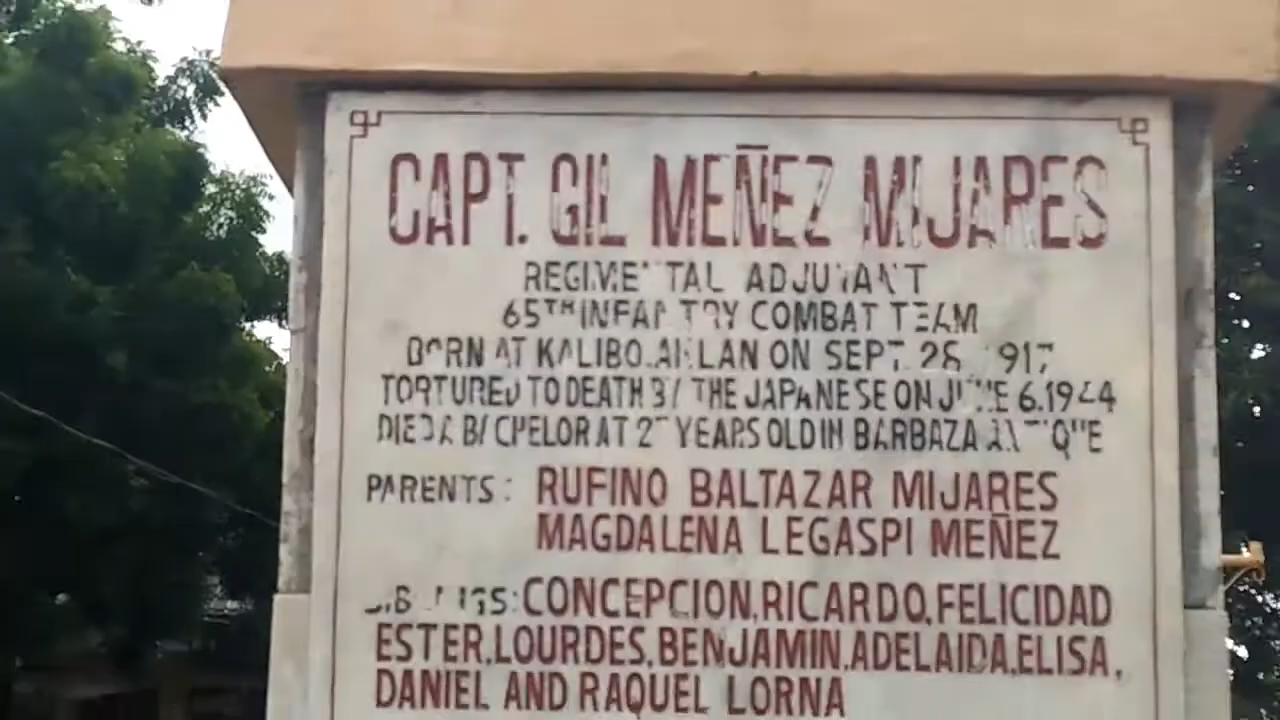 CAPT. GIL MEÑEZ MIJARES
REGIMENTAL ADJUTANT
65TH INFANTRY COMBAT TEAM
BORN AT KALIBO.AKLAN ON SEPT. 1917
TORTURED TO DEATH BY THE JAPANESE ON JUNE 6.1944
DIED A BACHELOR AT YEARS OLD IN BARBAZA ANTIQUE
PARENTS: RUFINO BALTAZAR MIJARES
MAGDALENA LEGASPI MEÑEZ
SIBLINGS: CONCEPCION, RICARDO, FELICIDAD
ESTER, LOURDES, BENJAMIN, ADELAIDA, ELISA,
DANIEL AND RAQUEL LORNA